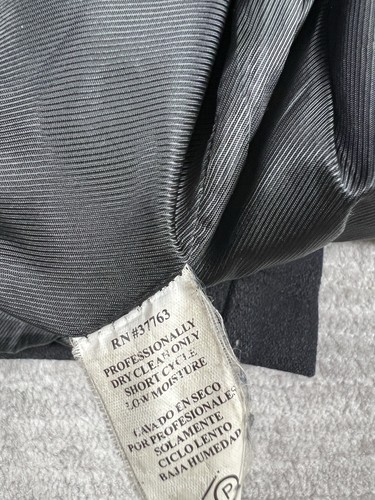 RN #37763
PROFESSIONALLY
DRY CLEAN ONLY
SHORT CYCLE
LOW MOISTURE
LAVADO EN SECO
POR PROFESIONALES
SOLAMENTE
CICLO LENTO
BAJA HUMEDAD
P